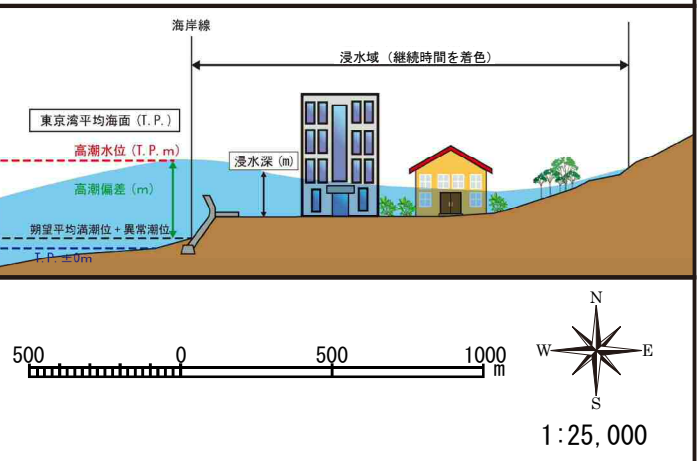 海岸線
浸水域（継続時間を着色）
東京湾平均海面（T.P.）
高潮水位（T.P. m）
浸水深（m）
高潮偏差（m）
朔望平均満潮位＋異常潮位
T.P. ±0m
500 0 500 1000
m
N
W E
S
1:25,000